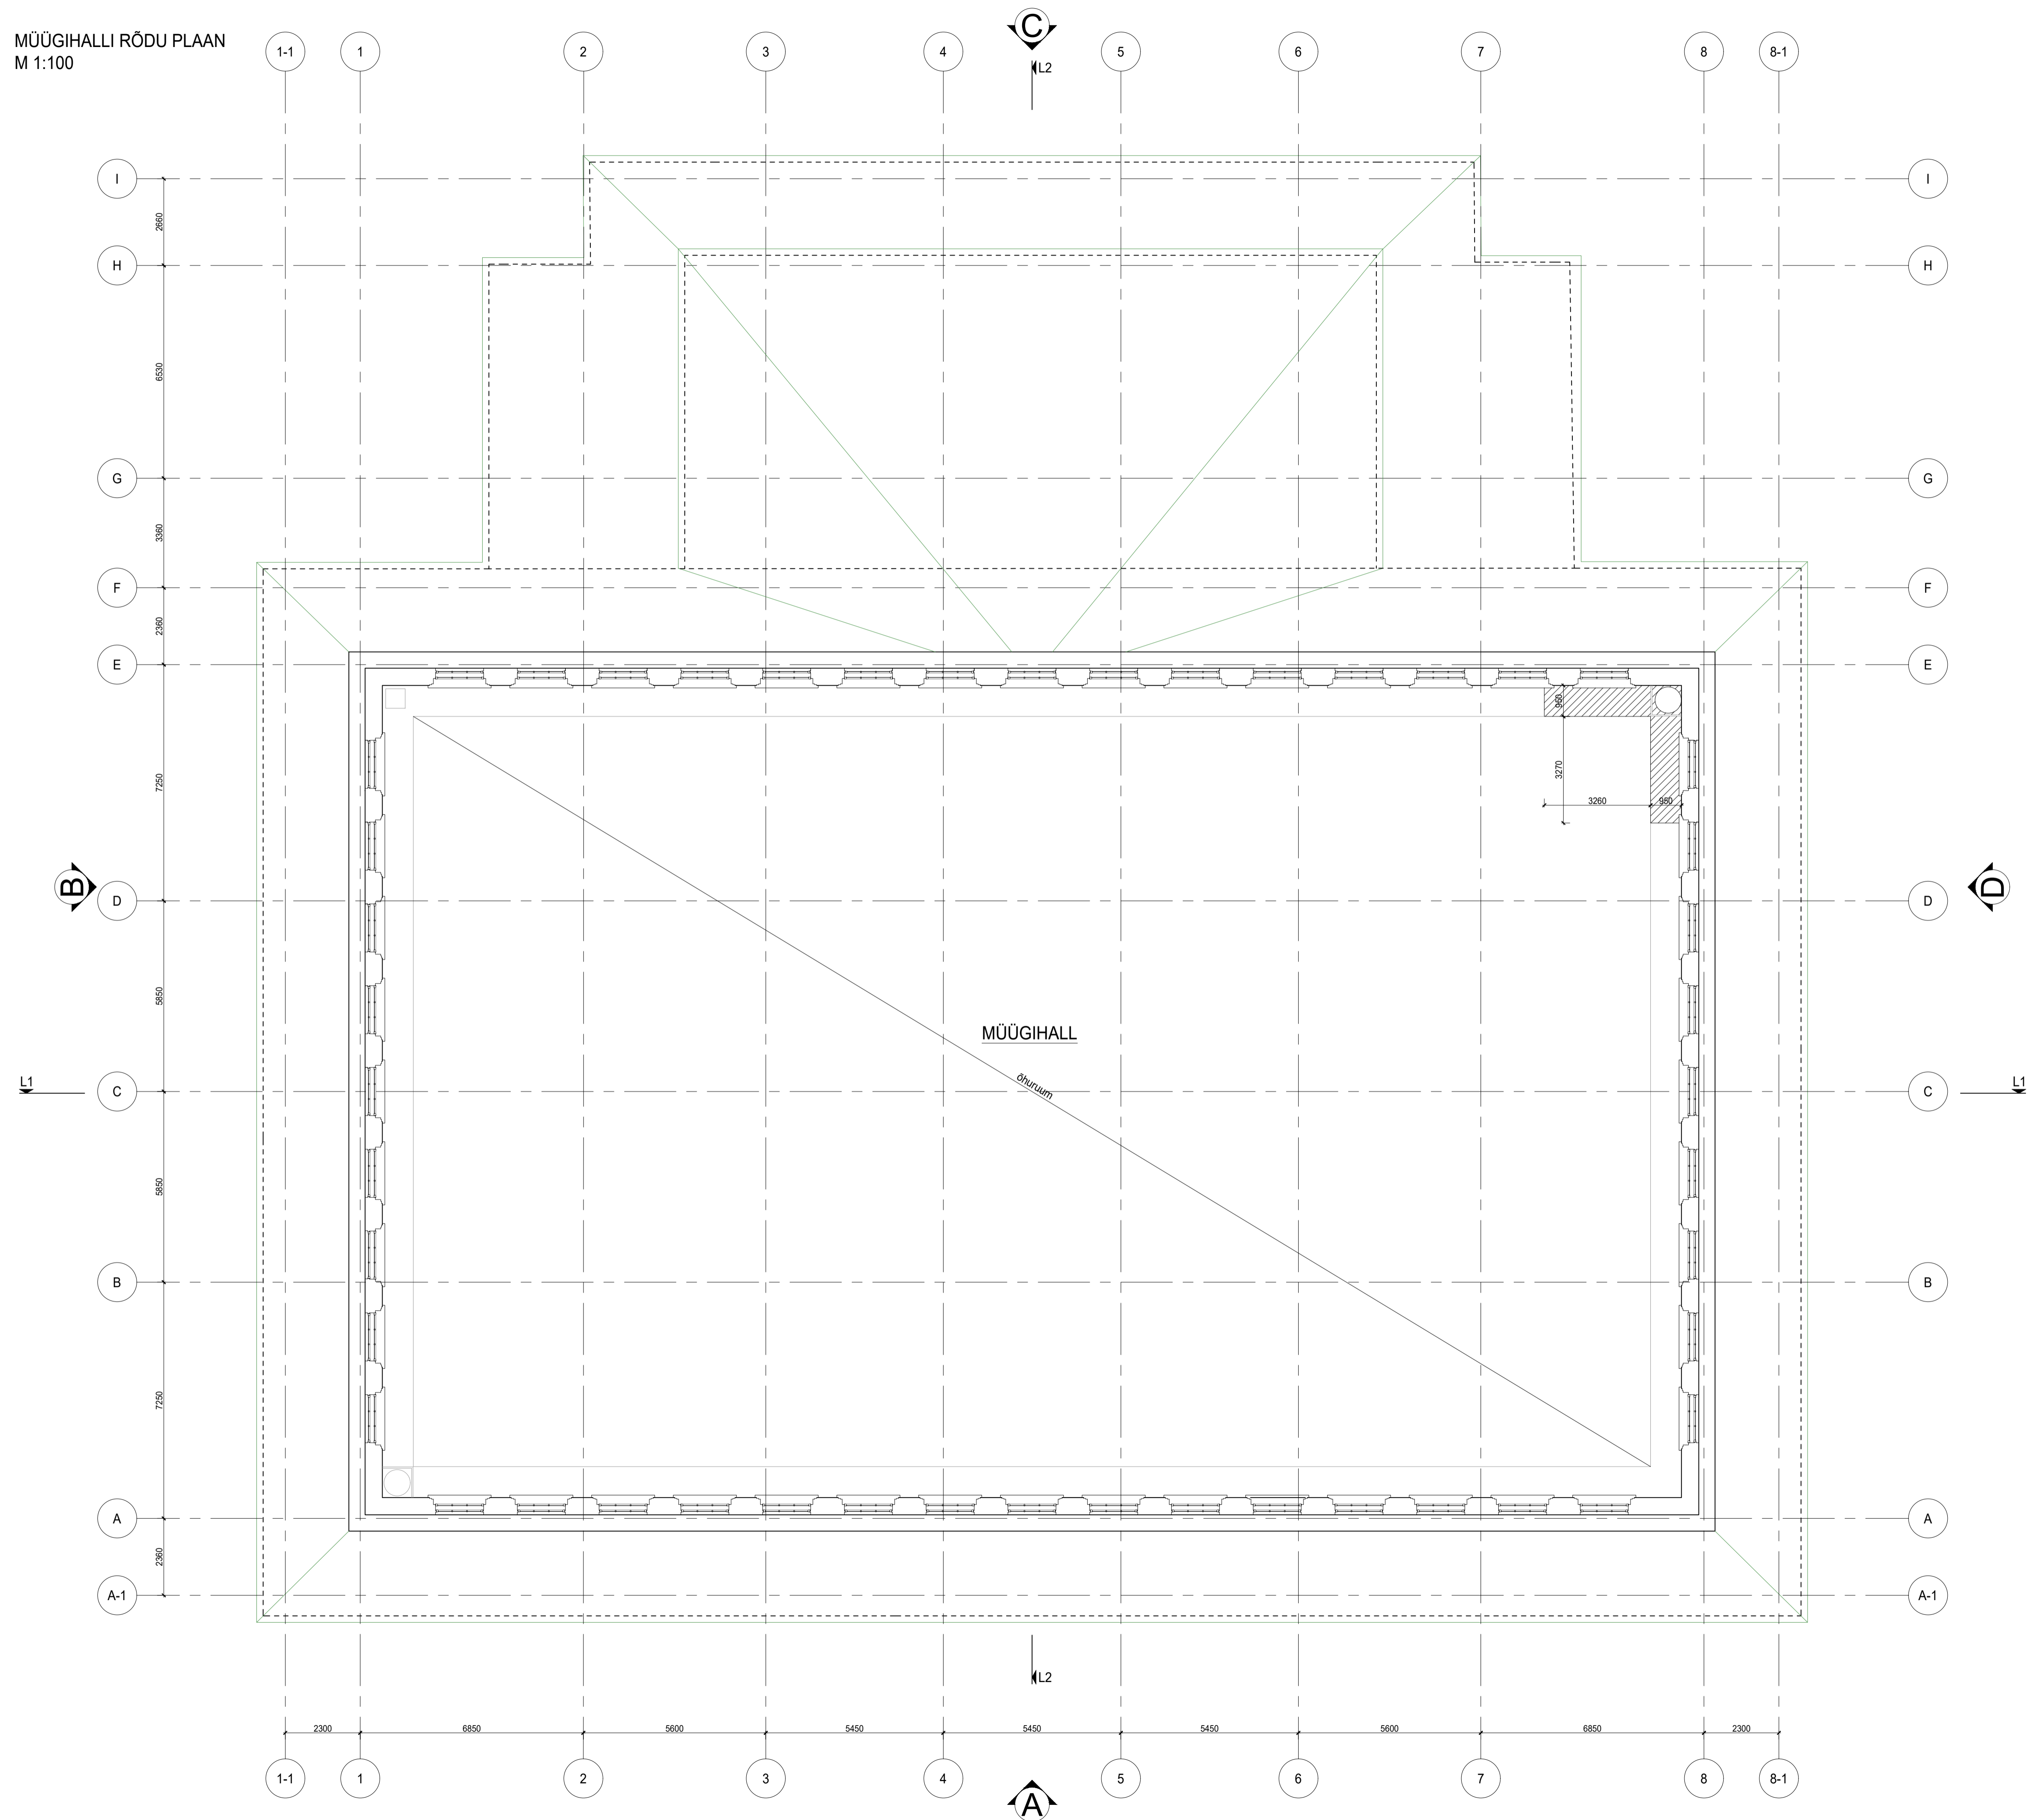 MÜÜGIHALLI RÕDU PLAAN
M 1:100
1-1 1 2 3 4 5 6 7 8 8-1
C
L2
I I
2660
H H
6530
G G
3360
F F
2360
E E
950
7250
3270
3260 950
B D
D D
5850
MÜÜGIHALL
õhuruum
L1 L1
C C
5850
B B
7250
A A
2360
A-1 A-1
L2
2300 6850 5600 5450 5450 5450 5600 6850 2300
1-1 1 2 3 4 5 6 7 8 8-1
A